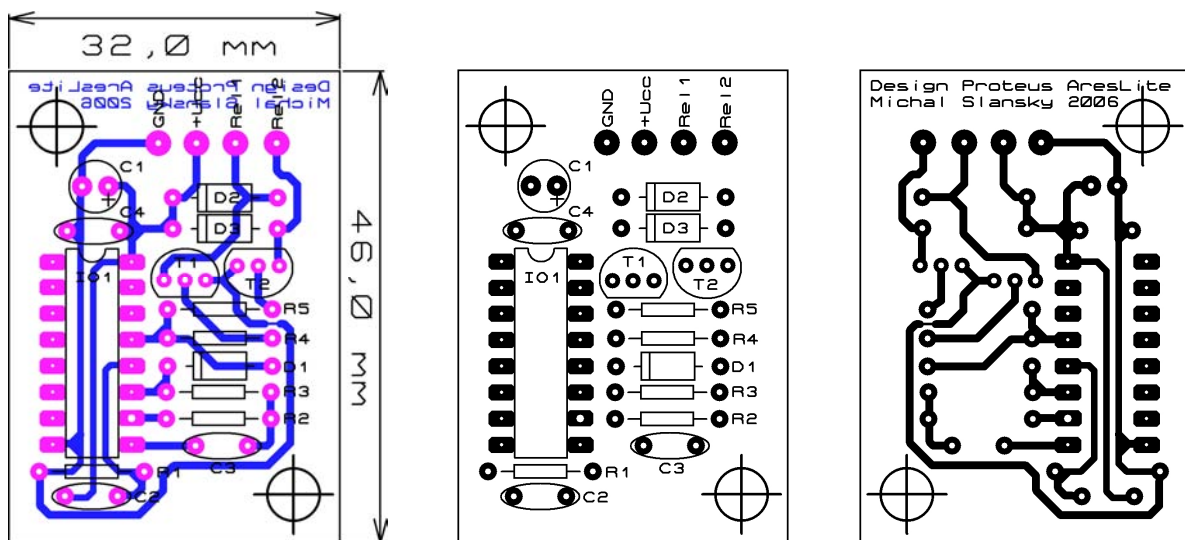 32,0 mm
46,0 mm
Design Proteus AresLite
Michal Slansky 2006
GND
+Ucc
Rel1
Rel2
C1
+
C4
D2
D3
T1
T2
IO1
R5
R4
D1
R3
R2
C3
R1
C2
GND
+Ucc
Rel1
Rel2
C1
+
C4
D2
D3
T1
T2
IO1
R5
R4
D1
R3
R2
C3
R1
C2
Design Proteus AresLite
Michal Slansky 2006